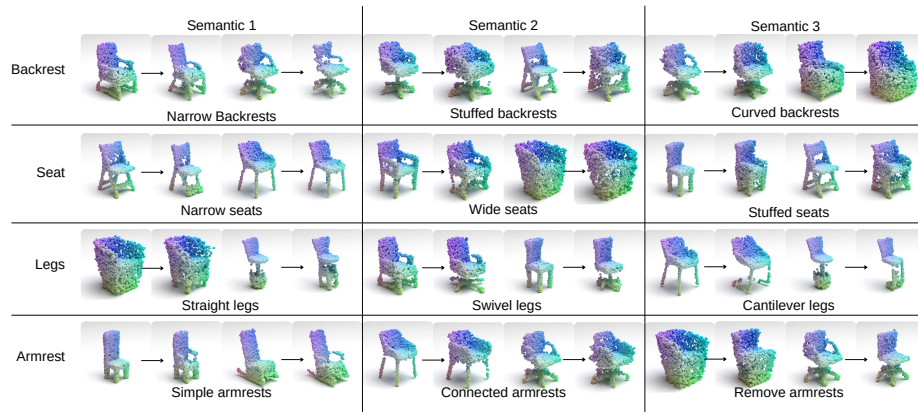 Semantic 1
Semantic 2
Semantic 3
Backrest
Narrow Backrests
Stuffed backrests
Curved backrests
Seat
Narrow seats
Wide seats
Stuffed seats
Legs
Straight legs
Swivel legs
Cantilever legs
Armrest
Simple armrests
Connected armrests
Remove armrests